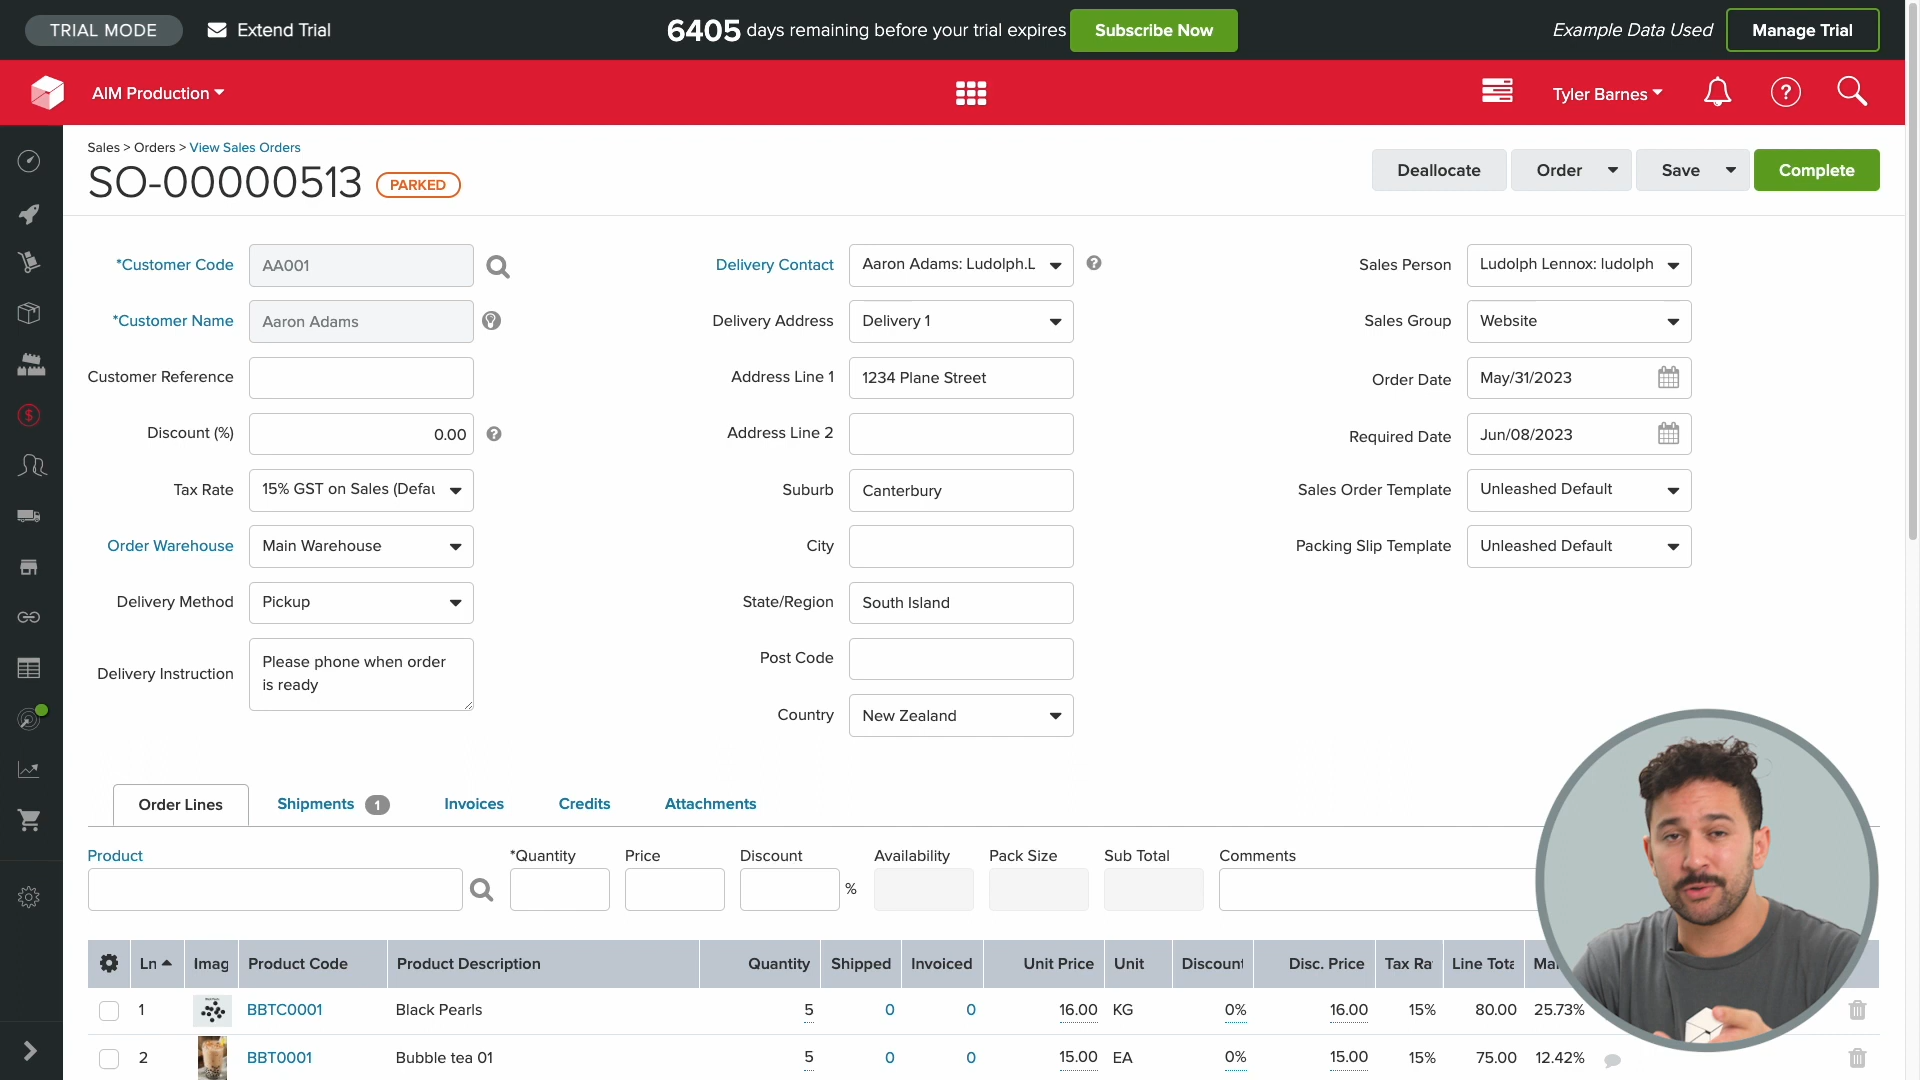 TRIAL MODE
Extend Trial
6405 days remaining before your trial expires
Subscribe Now
Example Data Used
Manage Trial
AIM Production
Tyler Barnes
Sales > Orders > View Sales Orders
SO-00000513 PARKED
Deallocate
Order
Save
Complete
*Customer Code AA001
Delivery Contact Aaron Adams: Ludolph.L
Sales Person Ludolph Lennox: ludolph
*Customer Name Aaron Adams
Delivery Address Delivery 1
Sales Group Website
Customer Reference
Address Line 1 1234 Plane Street
Order Date May/31/2023
Discount (%) 0.00
Address Line 2
Required Date Jun/08/2023
Tax Rate 15% GST on Sales (Defau
Suburb Canterbury
Sales Order Template Unleashed Default
Order Warehouse Main Warehouse
City
Packing Slip Template Unleashed Default
Delivery Method Pickup
State/Region South Island
Delivery Instruction Please phone when order
is ready
Post Code
Country New Zealand
Order Lines Shipments 1 Invoices Credits Attachments
Product *Quantity Price Discount Availability Pack Size Sub Total Comments
%
Ln Imag Product Code Product Description Quantity Shipped Invoiced Unit Price Unit Discount Disc. Price Tax Ra Line Tota
1 BBTC0001 Black Pearls 5 0 0 16.00 KG 0% 16.00 15% 80.00 25.73%
2 BBT0001 Bubble tea 01 5 0 0 15.00 EA 0% 15.00 15% 75.00 12.42%